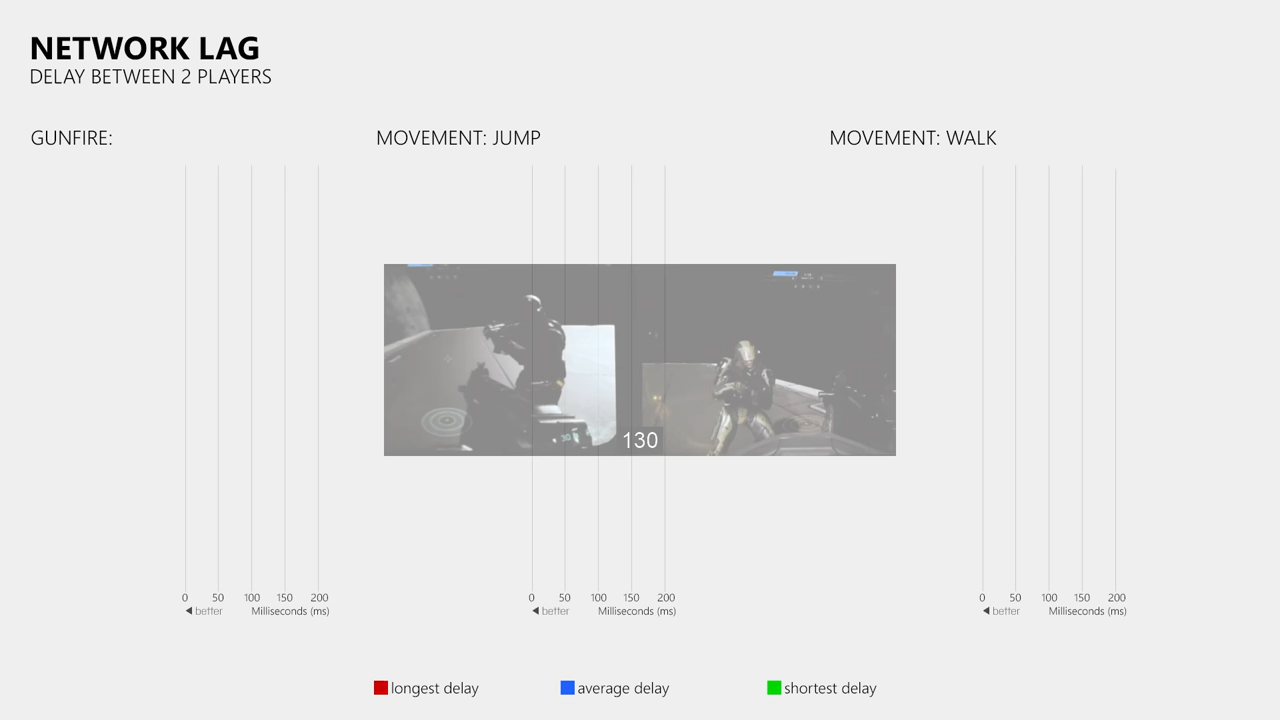 NETWORK LAG
DELAY BETWEEN 2 PLAYERS
GUNFIRE:
MOVEMENT: JUMP
MOVEMENT: WALK
30
130
0 50 100 150 200
better Milliseconds (ms)
0 50 100 150 200
better Milliseconds (ms)
0 50 100 150 200
better Milliseconds (ms)
longest delay
average delay
shortest delay